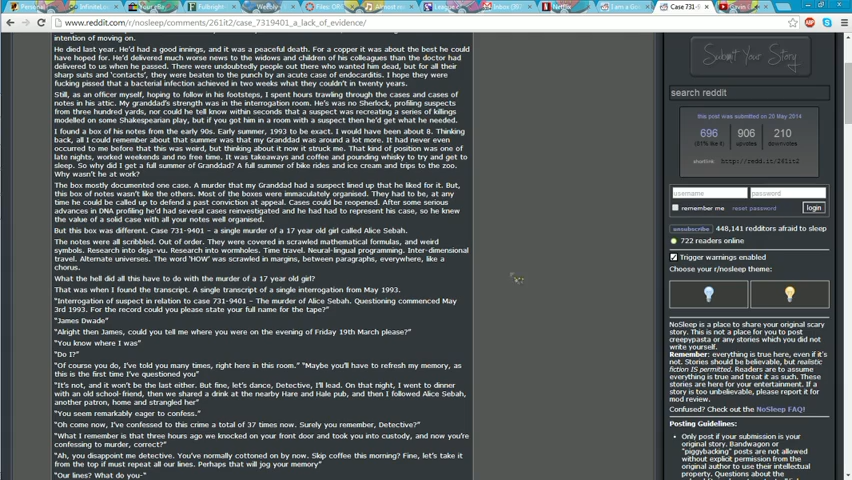 Personal
InfiniteLo
Your eBa
Files: OR
Fulbright
Weebly
Almost re
League o
Inbox (30
Netflix
I am a God
Case 731-9
Gavin Lu
www.reddit.com/r/nosleep/comments/261it2/case_7319401_a_lack_of_evidence/
intention of moving on.
He died last year. He'd had a good innings, and it was a peaceful death. For a copper it was about the best he could
have hoped for. He'd delivered much worse news to the widows and children of his colleagues than the doctor had
delivered to us when he passed. There were undoubtedly people out there who wanted him dead, but for all their
sharp suits and 'contacts', they were beaten to the punch by an acute case of endocarditis. I hope they were
fucking pissed that a bacterial infection achieved in two weeks what they couldn't in twenty years.
Still, as an officer myself, hoping to follow in his footsteps, I spent hours trawling through the cases and cases of
notes in his attic. My grandad's strength was in the interrogation room. He's was no Sherlock, profiling suspects
from three hundred yards, nor could he tell know within seconds that a suspect was recreating a series of killings
modelled on some Shakespearian play, but if you got him in a room with a suspect then he'd get what he needed.
I found a box of his notes from the early 90s. Early summer, 1993 to be exact. I would have been about 8. Thinking
back, all I could remember about that summer was that my Granddad was around a lot more. It had never even
occurred to me before that this was weird, but thinking about it now it struck me. That kind of position was one of
late nights, worked weekends and no free time. It was takeaways and coffee and pounding whisky to try and get to
sleep. So why did I get a full summer of Granddad? A full summer of bike rides and ice cream and trips to the zoo.
Why wasn't he at work?
The box mostly documented one case. A murder that my Granddad had a suspect lined up that he liked for it. But,
this box of notes wasn't like the others. Most of the boxes were immaculately organised. They had to be, at any
time he could be called up to defend a past conviction at appeal. Cases could be reopened. After some serious
advances in DNA profiling he'd had several cases reinvestigated and he had had to represent his case, so he knew
the value of a solid case with all your notes well organised.
But this box was different. Case 731-9401 - a single murder of a 17 year old girl called Alice Sebah.
The notes were all scribbled. Out of order. They were covered in scrawled mathematical formulas, and weird
symbols. Research into deja-vu. Research into wormholes. Time travel. Neural-lingual programming. Inter-dimensional
travel. Alternate universes. The word 'HOW' was scrawled in margins, between paragraphs, everywhere, like a
chorus.
What the hell did all this have to do with the murder of a 17 year old girl?
That was when I found the transcript. A single transcript of a single interrogation from May 1993.
"Interrogation of suspect in relation to case 731-9401 - The murder of Alice Sebah. Questioning commenced May
3rd 1993. For the record could you please state your full name for the tape?"
"James Dwade"
"Alright then James, could you tell me where you were on the evening of Friday 19th March please?"
"You know where I was"
"Do I?"
"Of course you do, I've told you many times, right here in this room." "Maybe you'll have to refresh my memory, as
this is the first time I've questioned you"
"It's not, and it won't be the last either. But fine, let's dance, Detective, I'll lead. On that night, I went to dinner
with an old school-friend, then we shared a drink at the nearby Hare and Hale pub, and then I followed Alice Sebah,
another patron, home and strangled her"
"You seem remarkably eager to confess."
"Oh come now, I've confessed to this crime a total of 37 times now. Surely you remember, Detective?"
"What I remember is that three hours ago we knocked on your front door and took you into custody, and now you're
confessing to murder, correct?"
"Ah, you disappoint me detective. You've normally cottoned on by now. Skip coffee this morning? Fine, let's take it
from the top if must repeat all our lines. Perhaps that will jog your memory"
"Our lines? What do you-"
Submit Your Story
search reddit
this post was submitted on 20 May 2014
696 906 210
(81% like it) upvotes downvotes
shortlink: http://redd.it/261it2
username password
remember me reset password login
unsubscribe 448,141 redditors afraid to sleep
722 readers online
Trigger warnings enabled
Choose your r/nosleep theme:
NoSleep is a place to share your original scary
story. This is not a place for you to post
creepypasta or any stories which you did not
write yourself.
Remember: everything is true here, even if it's
not. Stories should be believable, but realistic
fiction IS permitted. Readers are to assume
everything is true and treat it as such. These
stories are here for your entertainment. If a
story is too unbelievable, please report it for
mod review.
Confused? Check out the NoSleep FAQ!
Posting Guidelines:
• Only post if your submission is your
original story. Bandwagon or
"piggybacking" posts are not allowed
without explicit permission from the
original author to use their intellectual
property. Questions, calling out